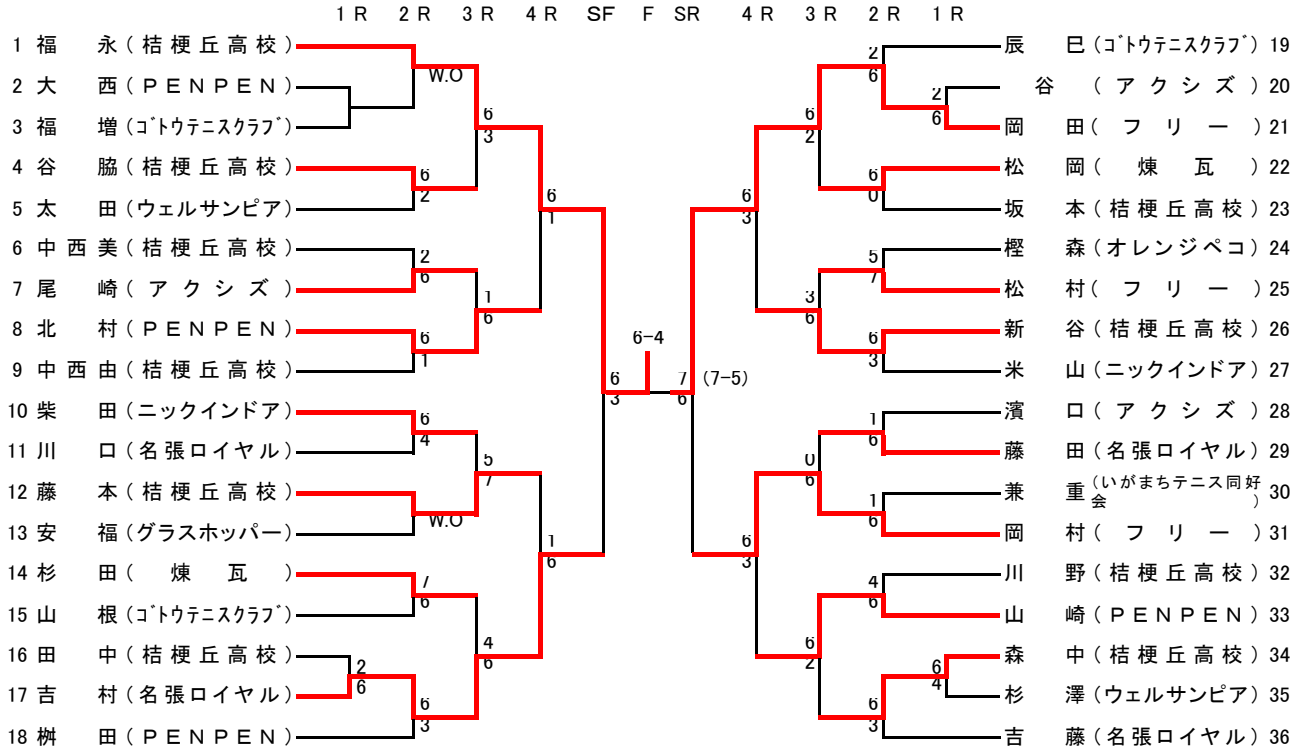 1 R 2 R 3 R 4 R SF F SR 4 R 3 R 2 R 1 R
1 福 永 ( 桔 梗 丘 高 校 )
2 大 西 ( P E N P E N )
3 福 増 (ゴトウテニスクラブ)
4 谷 脇 ( 桔 梗 丘 高 校 )
5 太 田 (ウェルサンピア)
6 中 西 美 ( 桔 梗 丘 高 校 )
7 尾 崎 ( ア ク シ ズ )
8 北 村 ( P E N P E N )
9 中 西 由 ( 桔 梗 丘 高 校 )
10 柴 田 (ニックインドア)
11 川 口 (名張ロイヤル)
12 藤 本 ( 桔 梗 丘 高 校 )
13 安 福 (グラスホッパー)
14 杉 田 ( 煉 瓦 )
15 山 根 (ゴトウテニスクラブ)
16 田 中 ( 桔 梗 丘 高 校 )
17 吉 村 (名張ロイヤル)
18 桝 田 ( P E N P E N )
W.O
6
2
2
6
6
1
6
4
W.O
7
6
2
6
6
3
6
3
1
6
5
7
4
6
6
1
1
6
6
3
6-4
7
6
(7-5)
6
3
6
3
6
2
3
6
0
6
6
2
2
6
2
6
6
0
5
7
6
3
1
6
1
6
4
6
6
4
6
3
辰 巳 (ゴトウテニスクラブ) 19
谷 ( ア ク シ ズ ) 20
岡 田 ( フ リ ー ) 21
松 岡 ( 煉 瓦 ) 22
坂 本 ( 桔 梗 丘 高 校 ) 23
樫 森 (オレンジペコ) 24
松 村 ( フ リ ー ) 25
新 谷 ( 桔 梗 丘 高 校 ) 26
米 山 (ニックインドア) 27
濱 口 ( ア ク シ ズ ) 28
藤 田 (名張ロイヤル) 29
兼 重 (いがまちテニス同好会) 30
岡 村 ( フ リ ー ) 31
川 野 ( 桔 梗 丘 高 校 ) 32
山 崎 ( P E N P E N ) 33
森 中 ( 桔 梗 丘 高 校 ) 34
杉 澤 (ウェルサンピア) 35
吉 藤 (名張ロイヤル) 36